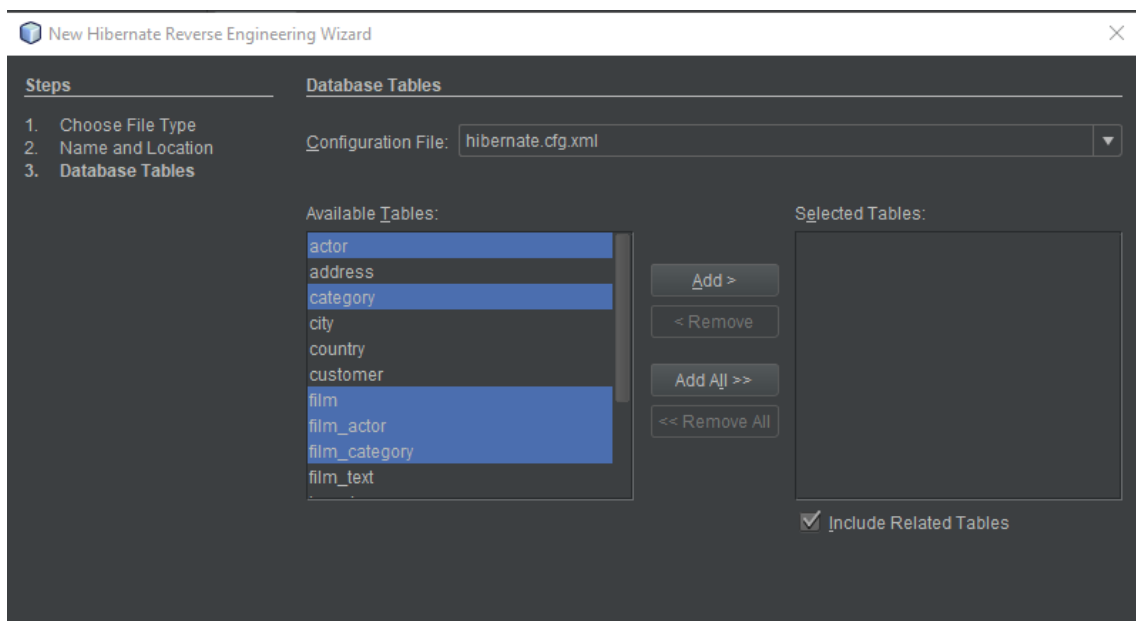 New Hibernate Reverse Engineering Wizard
Steps
1. Choose File Type
2. Name and Location
3. Database Tables
Database Tables
Configuration File: hibernate.cfg.xml
Available Tables:
actor
address
category
city
country
customer
film
film_actor
film_category
film_text
Add >
< Remove
Add All >>
<< Remove All
Selected Tables:
Include Related Tables